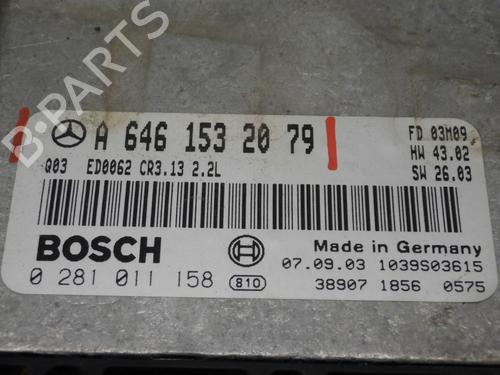 A 646 153 20 79
FD 03M09
HW 43.02
SW 26.03
Q03 ED0062 CR3.13 2.2L
BOSCH
Made in Germany
07.09.03 1039S03615
0 281 011 158 810
38907 1856 0575
B-PARTS